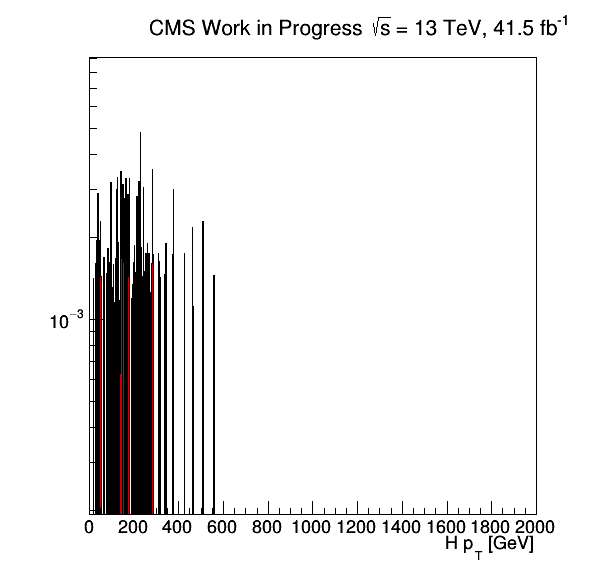 CMS Work in Progress √s = 13 TeV, 41.5 fb⁻¹
10⁻³
0 200 400 600 800 1000 1200 1400 1600 1800 2000
H p_T [GeV]